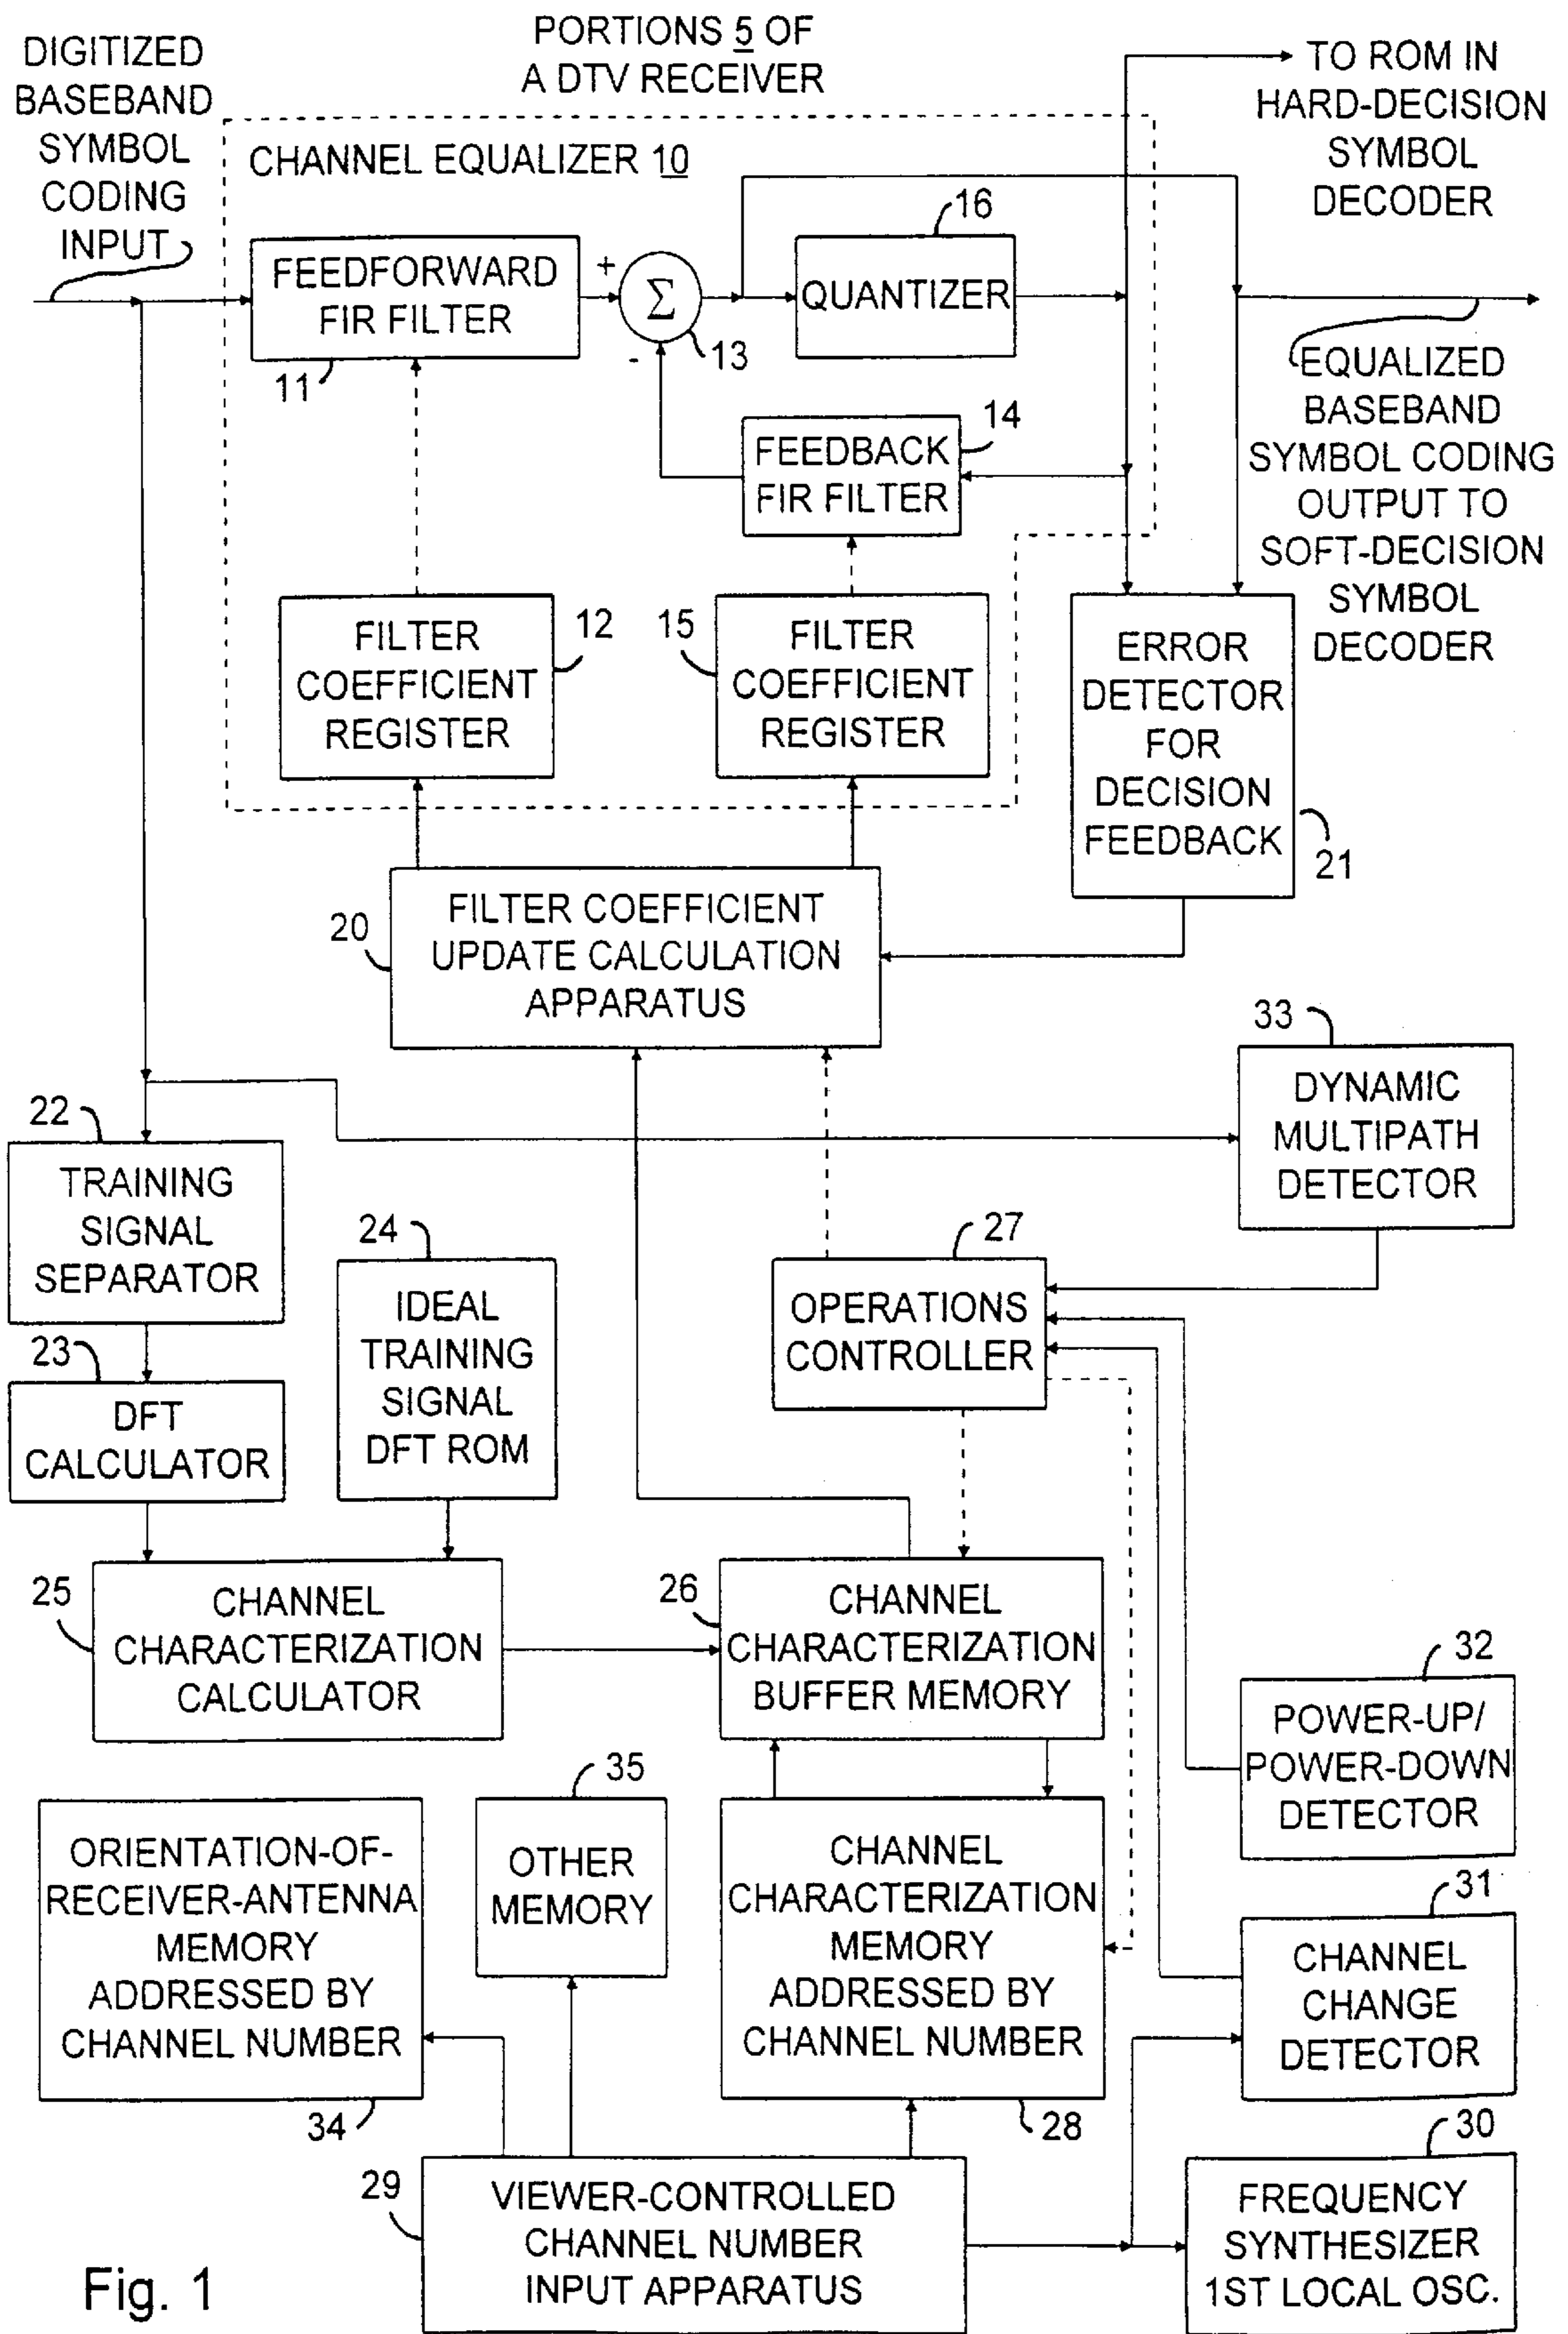 PORTIONS 5 OF
A DTV RECEIVER
DIGITIZED
BASEBAND
SYMBOL
CODING
INPUT
TO ROM IN
HARD-DECISION
SYMBOL
DECODER
CHANNEL EQUALIZER 10
FEEDFORWARD
FIR FILTER
11
+
Σ
-
13
16
QUANTIZER
14
FEEDBACK
FIR FILTER
EQUALIZED
BASEBAND
SYMBOL CODING
OUTPUT TO
SOFT-DECISION
SYMBOL
DECODER
FILTER
COEFFICIENT
REGISTER
12
15
FILTER
COEFFICIENT
REGISTER
ERROR
DETECTOR
FOR
DECISION
FEEDBACK
21
20
FILTER COEFFICIENT
UPDATE CALCULATION
APPARATUS
33
DYNAMIC
MULTIPATH
DETECTOR
22
TRAINING
SIGNAL
SEPARATOR
24
IDEAL
TRAINING
SIGNAL
DFT ROM
27
OPERATIONS
CONTROLLER
23
DFT
CALCULATOR
25
CHANNEL
CHARACTERIZATION
CALCULATOR
26
CHANNEL
CHARACTERIZATION
BUFFER MEMORY
32
POWER-UP/
POWER-DOWN
DETECTOR
35
OTHER
MEMORY
ORIENTATION-OF-
RECEIVER-ANTENNA
MEMORY
ADDRESSED BY
CHANNEL NUMBER
34
CHANNEL
CHARACTERIZATION
MEMORY
ADDRESSED BY
CHANNEL NUMBER
28
31
CHANNEL
CHANGE
DETECTOR
29
VIEWER-CONTROLLED
CHANNEL NUMBER
INPUT APPARATUS
30
FREQUENCY
SYNTHESIZER
1ST LOCAL OSC.
Fig. 1